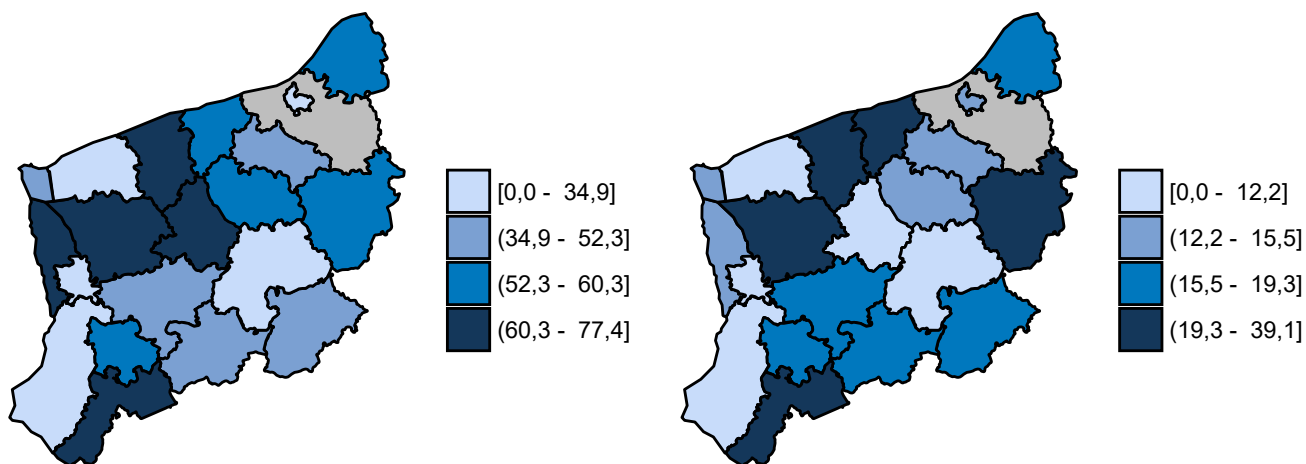 [0,0 - 34,9]
(34,9 - 52,3]
(52,3 - 60,3]
(60,3 - 77,4]
[0,0 - 12,2]
(12,2 - 15,5]
(15,5 - 19,3]
(19,3 - 39,1]